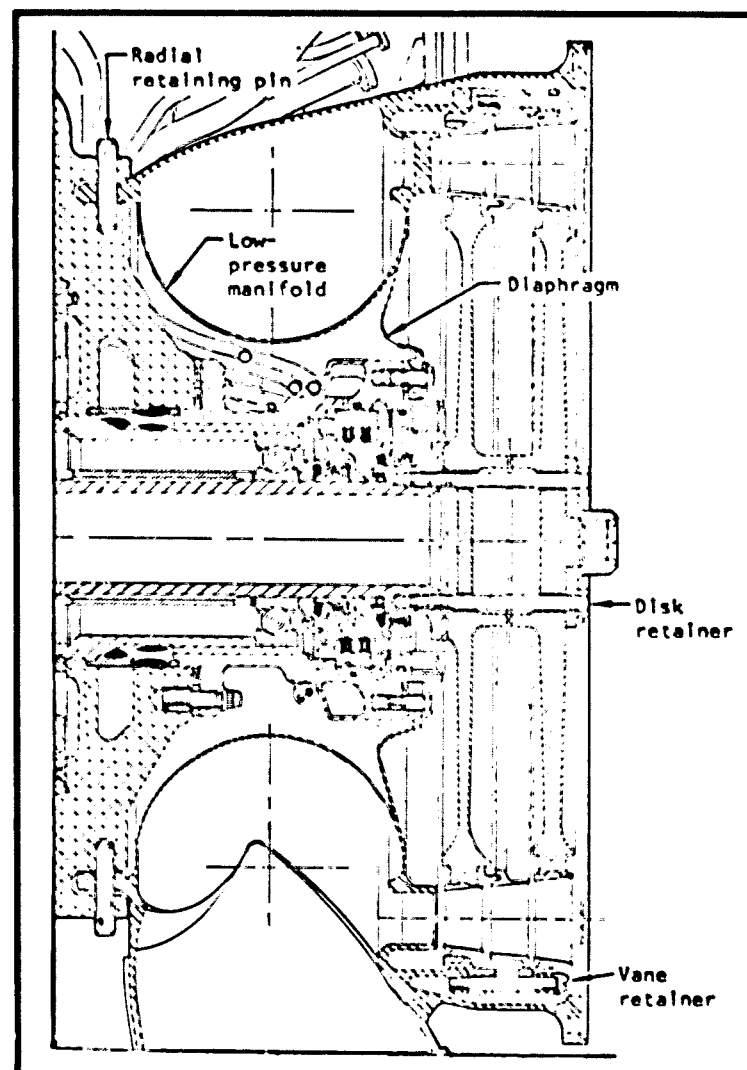 Radial
retaining pin
Low-
pressure
manifold
Diaphragm
Disk
retainer
Vane
retainer